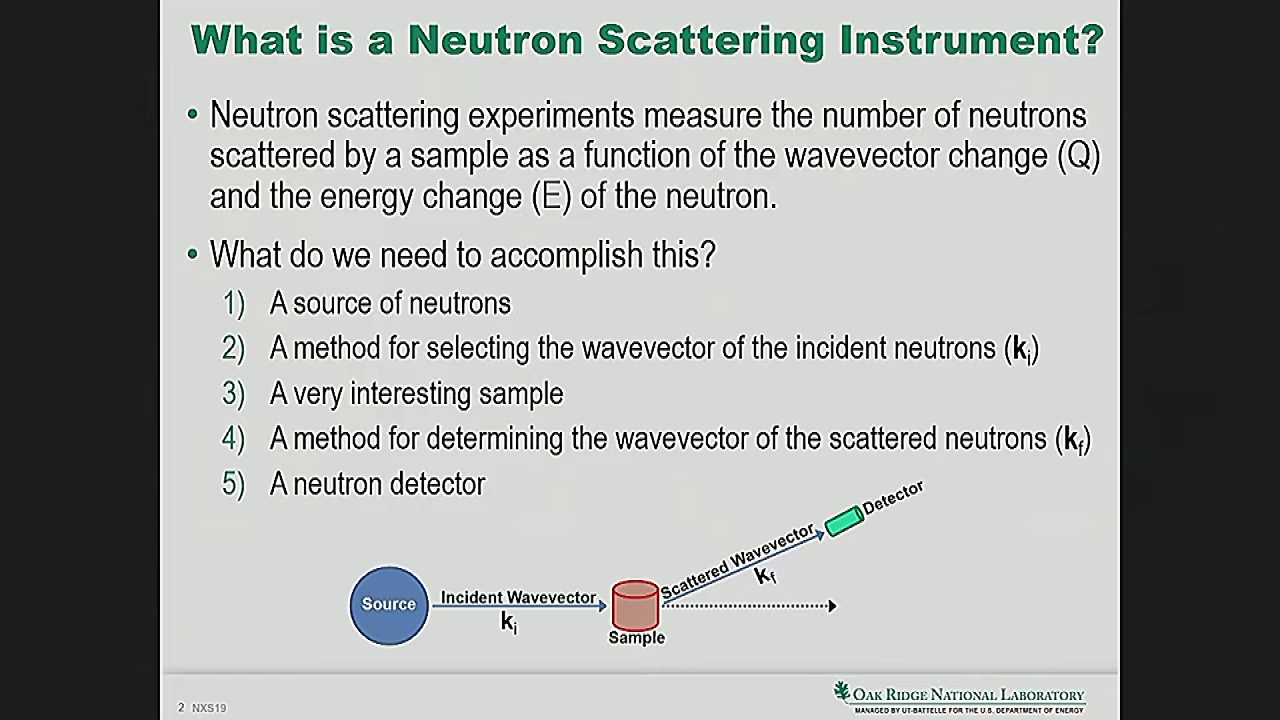 What is a Neutron Scattering Instrument?
• Neutron scattering experiments measure the number of neutrons
scattered by a sample as a function of the wavevector change (Q)
and the energy change (E) of the neutron.
• What do we need to accomplish this?
1) A source of neutrons
2) A method for selecting the wavevector of the incident neutrons (ki)
3) A very interesting sample
4) A method for determining the wavevector of the scattered neutrons (kf)
5) A neutron detector
Detector
Scattered Wavevector
kf
Source
Incident Wavevector
ki
Sample
2 NXS19
OAK RIDGE NATIONAL LABORATORY
MANAGED BY UT-BATTELLE FOR THE U.S. DEPARTMENT OF ENERGY